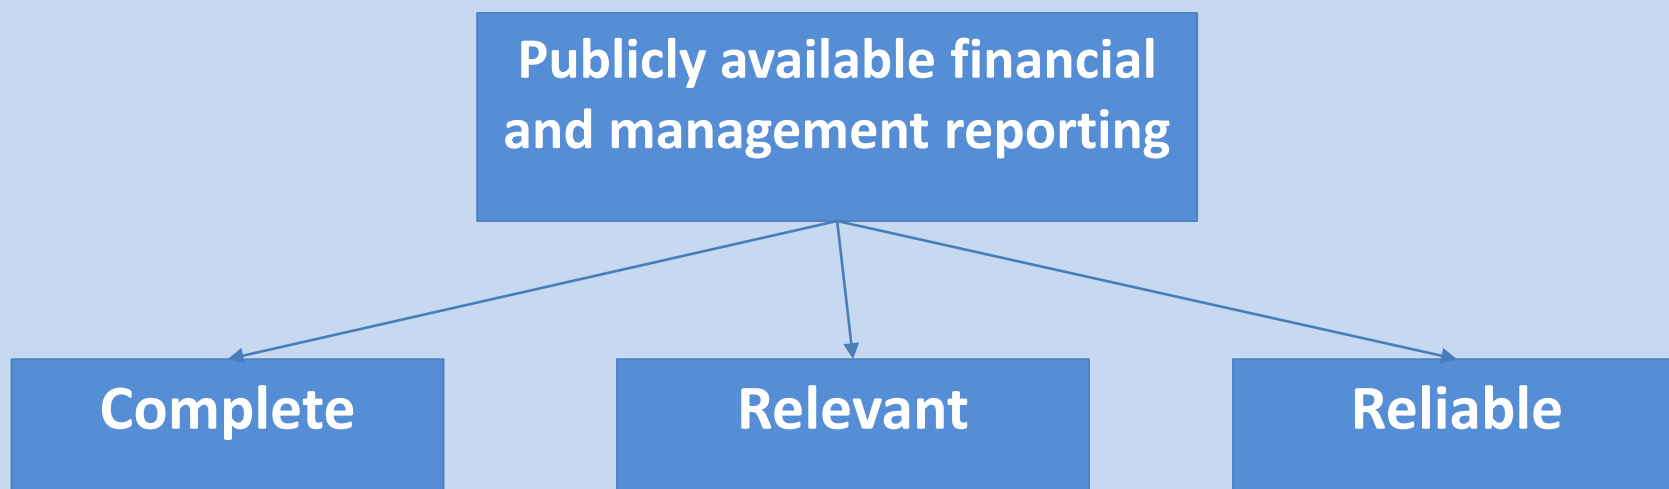 Publicly available financial
and management reporting
Complete
Relevant
Reliable